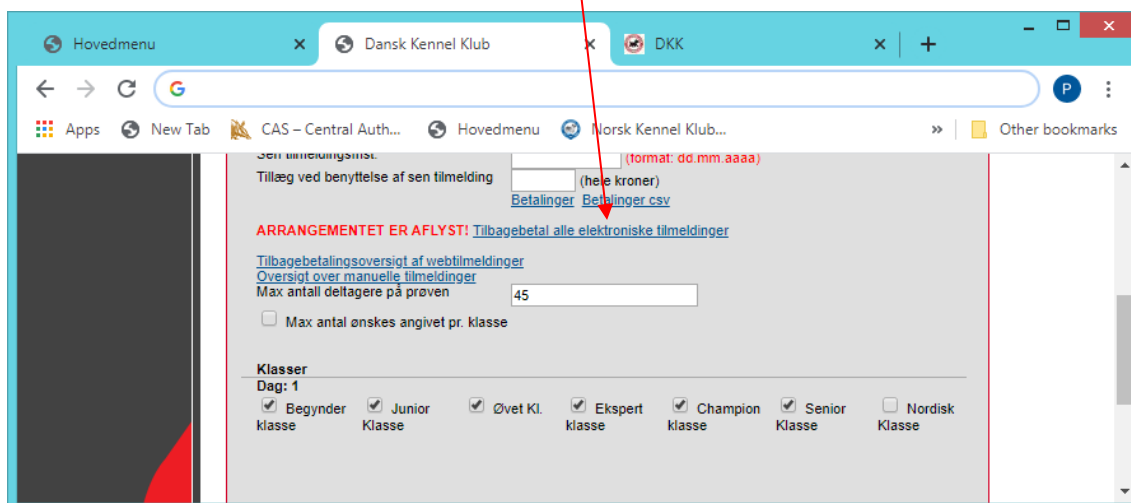 Hovedmenu Dansk Kennel Klub DKK
P
Apps New Tab CAS – Central Auth... Hovedmenu Norsk Kennel Klub... » Other bookmarks
Sen tilmeldingsfrist: (format: dd.mm.aaaa)
Tillæg ved benyttelse af sen tilmelding (hele kroner)
Betalinger Betalinger csv
ARRANGEMENTET ER AFLYST! Tilbagebetal alle elektroniske tilmeldinger
Tilbagebetalingsoversigt af webtilmeldinger
Oversigt over manuelle tilmeldinger
Max antall deltagere på prøven 45
Max antal ønskes angivet pr. klasse
Klasser
Dag: 1
Begynder Junior Øvet Kl. Ekspert Champion Senior Nordisk
klasse Klasse klasse klasse Klasse Klasse